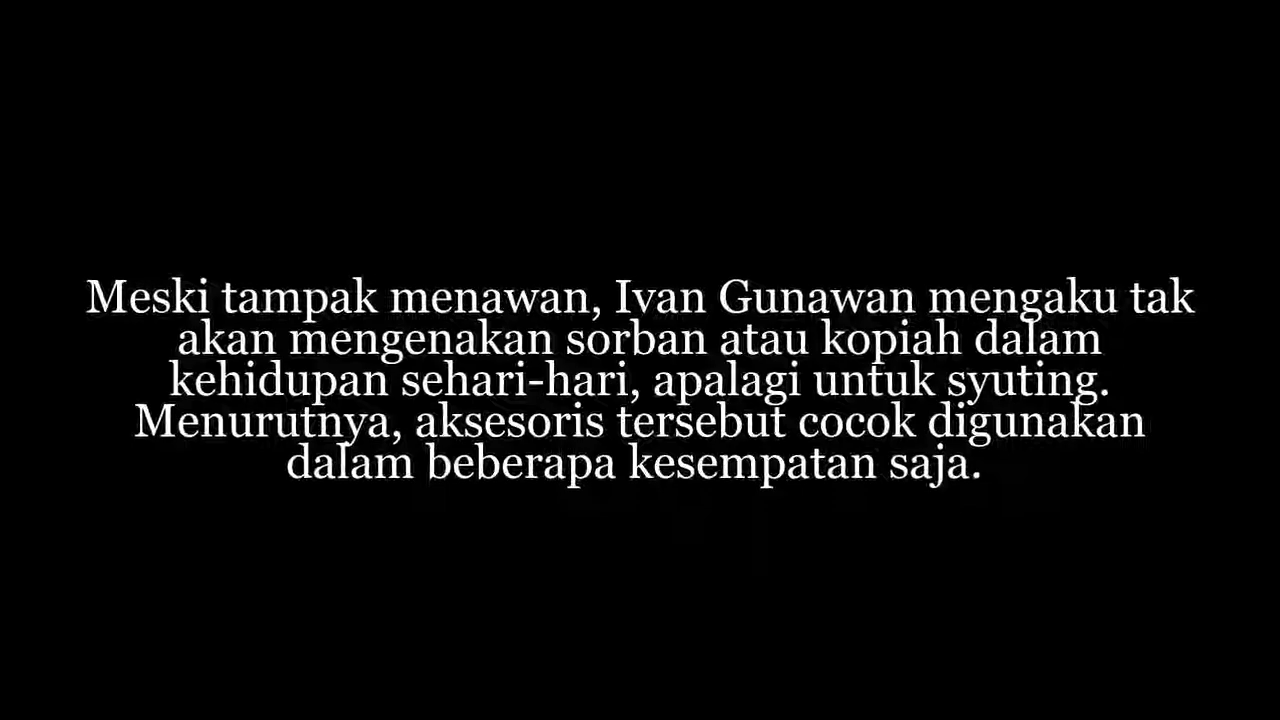 Meski tampak menawan, Ivan Gunawan mengaku tak
akan mengenakan sorban atau kopiah dalam
kehidupan sehari-hari, apalagi untuk syuting.
Menurutnya, aksesoris tersebut cocok digunakan
dalam beberapa kesempatan saja.